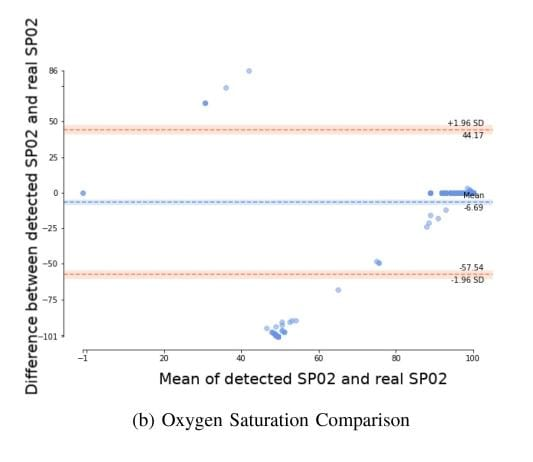 Difference between detected SP02 and real SP02
86
50
25
0
−25
−50
−75
−101
+1.96 SD
44.17
Mean
-6.69
-57.54
-1.96 SD
−1
20
40
60
80
100
Mean of detected SP02 and real SP02
(b) Oxygen Saturation Comparison